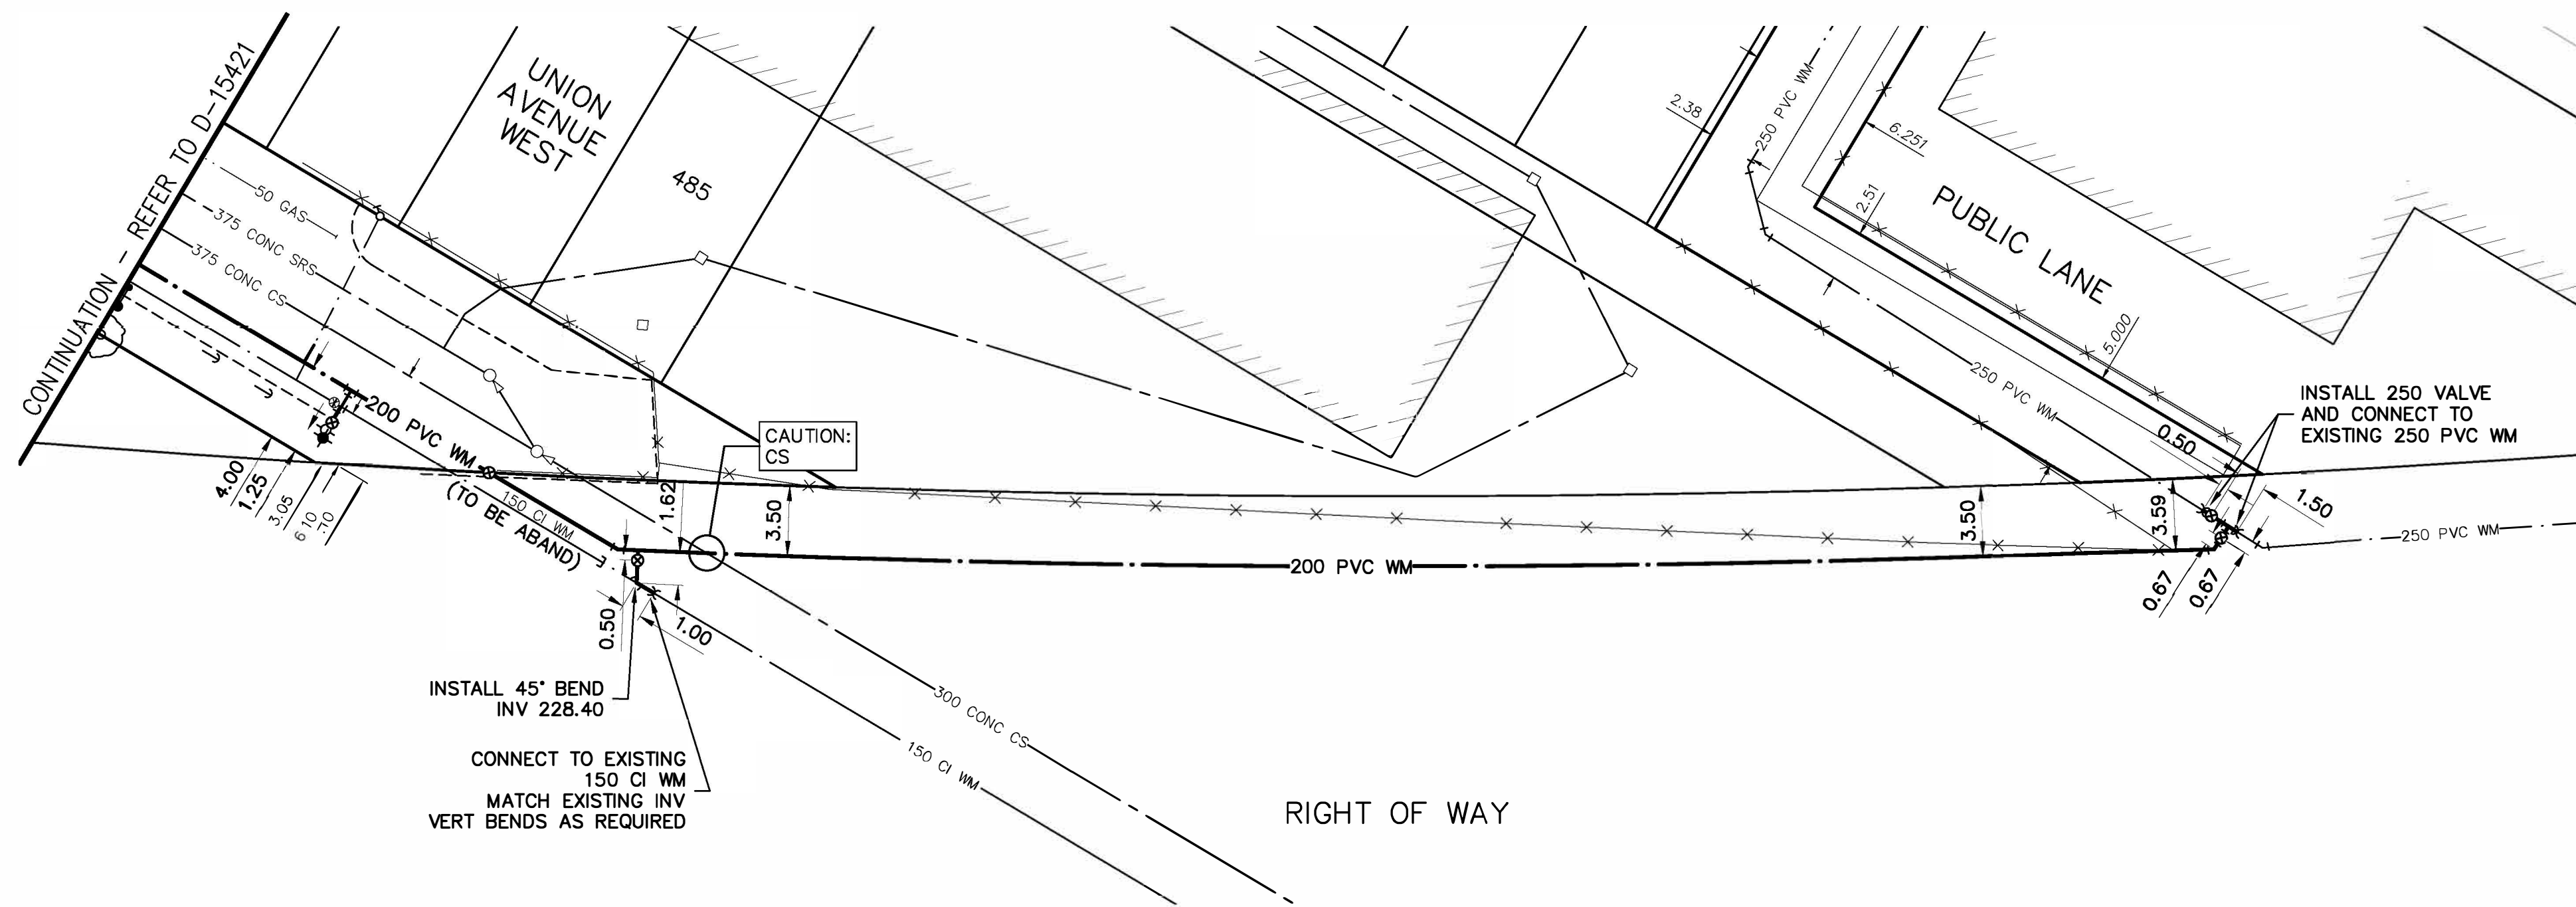 CONTINUATION - REFER TO D-15421
UNION
AVENUE
WEST
485
50 GAS
375 CONC SRS
375 CONC CS
200 PVC WM
(TO BE ABAND)
150 CI WM
4.00
1.25
3.05
6.10
CAUTION:
CS
1.62
3.50
0.50
1.00
INSTALL 45° BEND
INV 228.40
CONNECT TO EXISTING
150 CI WM
MATCH EXISTING INV
VERT BENDS AS REQUIRED
300 CONC CS
150 CI WM
200 PVC WM
RIGHT OF WAY
2.38
250 PVC WM
6.251
2.51
PUBLIC LANE
5.000
250 PVC WM
INSTALL 250 VALVE
AND CONNECT TO
EXISTING 250 PVC WM
0.50
1.50
3.50
3.59
0.67
0.67
250 PVC WM